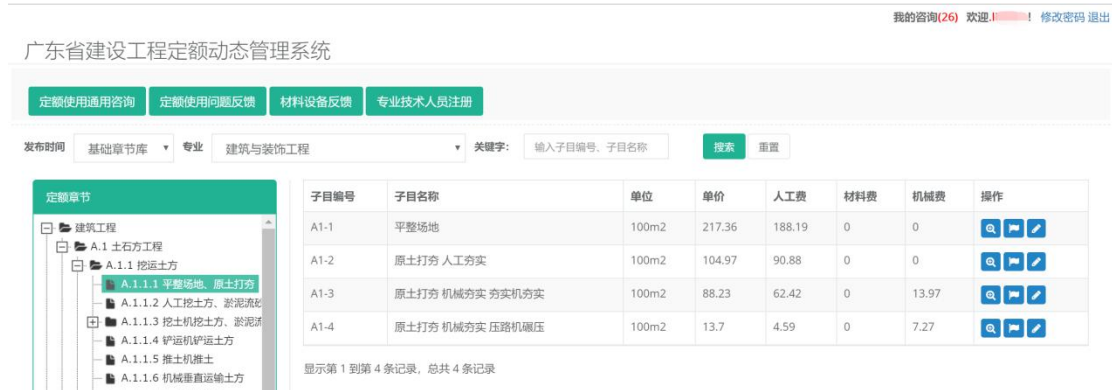 我的咨询(26) 欢迎,l ! 修改密码 退出
广东省建设工程定额动态管理系统
定额使用通用咨询 定额使用问题反馈 材料设备反馈 专业技术人员注册
发布时间 基础章节库 专业 建筑与装饰工程 关键字: 输入子目编号、子目名称 搜索 重置
定额章节
建筑工程
A.1 土石方工程
A.1.1 挖运土方
A.1.1.1 平整场地、原土打夯
A.1.1.2 人工挖土方、淤泥流砂
A.1.1.3 挖土机挖土方、淤泥流
A.1.1.4 铲运机铲运土方
A.1.1.5 推土机推土
A.1.1.6 机械垂直运输土方
子目编号 子目名称 单位 单价 人工费 材料费 机械费 操作
A1-1 平整场地 100m2 217.36 188.19 0 0
A1-2 原土打夯 人工夯实 100m2 104.97 90.88 0 0
A1-3 原土打夯 机械夯实 夯实机夯实 100m2 88.23 62.42 0 13.97
A1-4 原土打夯 机械夯实 压路机碾压 100m2 13.7 4.59 0 7.27
显示第 1 到第 4 条记录，总共 4 条记录